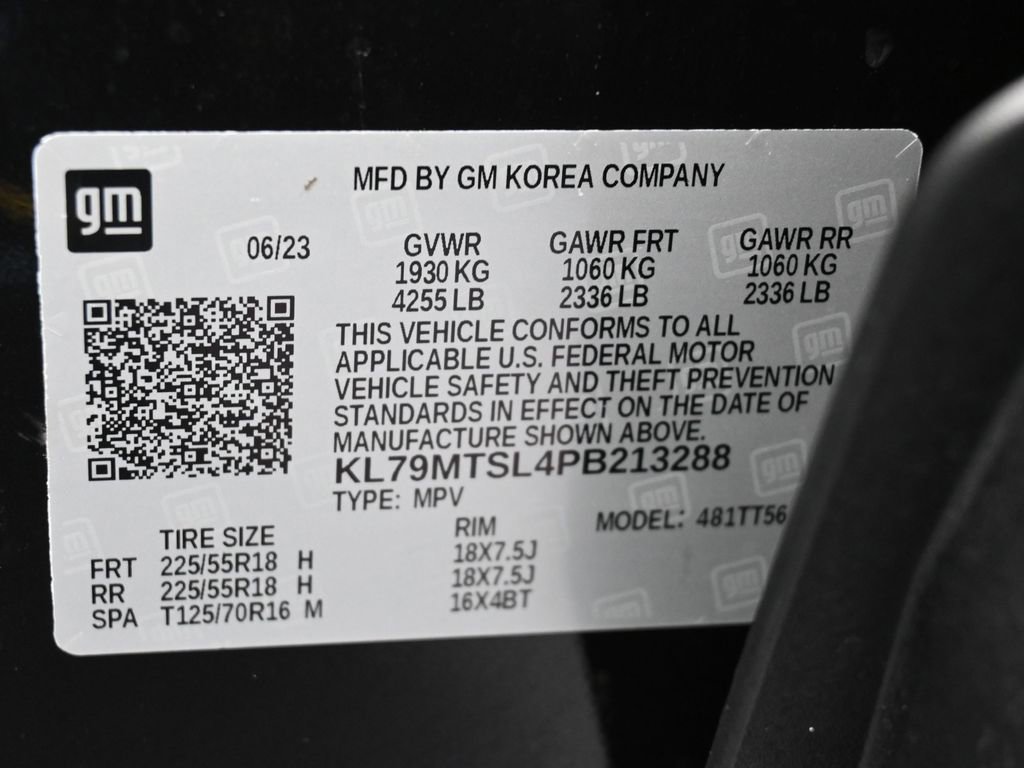 gm
MFD BY GM KOREA COMPANY
06/23 GVWR GAWR FRT GAWR RR
1930 KG 1060 KG 1060 KG
4255 LB 2336 LB 2336 LB
THIS VEHICLE CONFORMS TO ALL
APPLICABLE U.S. FEDERAL MOTOR
VEHICLE SAFETY AND THEFT PREVENTION
STANDARDS IN EFFECT ON THE DATE OF
MANUFACTURE SHOWN ABOVE.
KL79MTSL4PB213288
TYPE: MPV
TIRE SIZE RIM MODEL: 481TT56
FRT 225/55R18 H 18X7.5J
RR 225/55R18 H 18X7.5J
SPA T125/70R16 M 16X4BT